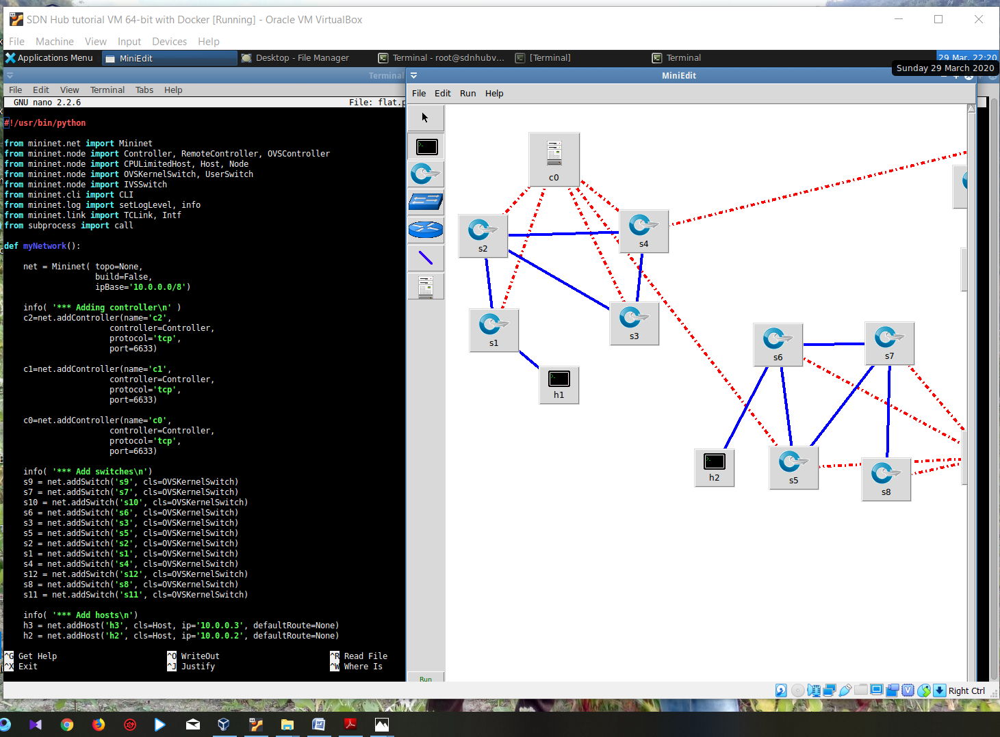 SDN Hub tutorial VM 64-bit with Docker [Running] - Oracle VM VirtualBox
File Machine View Input Devices Help
Applications Menu MiniEdit Desktop - File Manager Terminal - root@sdnhubv... [Terminal] Terminal 29 Mar, 22:20
Sunday 29 March 2020
Terminal
File Edit View Terminal Tabs Help
GNU nano 2.2.6 File: flat.p
#!/usr/bin/python
from mininet.net import Mininet
from mininet.node import Controller, RemoteController, OVSController
from mininet.node import CPULimitedHost, Host, Node
from mininet.node import OVSKernelSwitch, UserSwitch
from mininet.node import IVSSwitch
from mininet.cli import CLI
from mininet.log import setLogLevel, info
from mininet.link import TCLink, Intf
from subprocess import call
def myNetwork():
net = Mininet( topo=None,
build=False,
ipBase='10.0.0.0/8')
info( '*** Adding controller\n' )
c2=net.addController(name='c2',
controller=Controller,
protocol='tcp',
port=6633)
c1=net.addController(name='c1',
controller=Controller,
protocol='tcp',
port=6633)
c0=net.addController(name='c0',
controller=Controller,
protocol='tcp',
port=6633)
info( '*** Add switches\n')
s9 = net.addSwitch('s9', cls=OVSKernelSwitch)
s7 = net.addSwitch('s7', cls=OVSKernelSwitch)
s10 = net.addSwitch('s10', cls=OVSKernelSwitch)
s6 = net.addSwitch('s6', cls=OVSKernelSwitch)
s3 = net.addSwitch('s3', cls=OVSKernelSwitch)
s5 = net.addSwitch('s5', cls=OVSKernelSwitch)
s2 = net.addSwitch('s2', cls=OVSKernelSwitch)
s1 = net.addSwitch('s1', cls=OVSKernelSwitch)
s4 = net.addSwitch('s4', cls=OVSKernelSwitch)
s12 = net.addSwitch('s12', cls=OVSKernelSwitch)
s8 = net.addSwitch('s8', cls=OVSKernelSwitch)
s11 = net.addSwitch('s11', cls=OVSKernelSwitch)
info( '*** Add hosts\n')
h3 = net.addHost('h3', cls=Host, ip='10.0.0.3', defaultRoute=None)
h2 = net.addHost('h2', cls=Host, ip='10.0.0.2', defaultRoute=None)
^G Get Help ^O WriteOut ^R Read File
^X Exit ^J Justify ^W Where Is
MiniEdit
File Edit Run Help
c0
s2
s4
s1
s3
h1
s6
s7
h2
s5
s8
Run
Right Ctrl